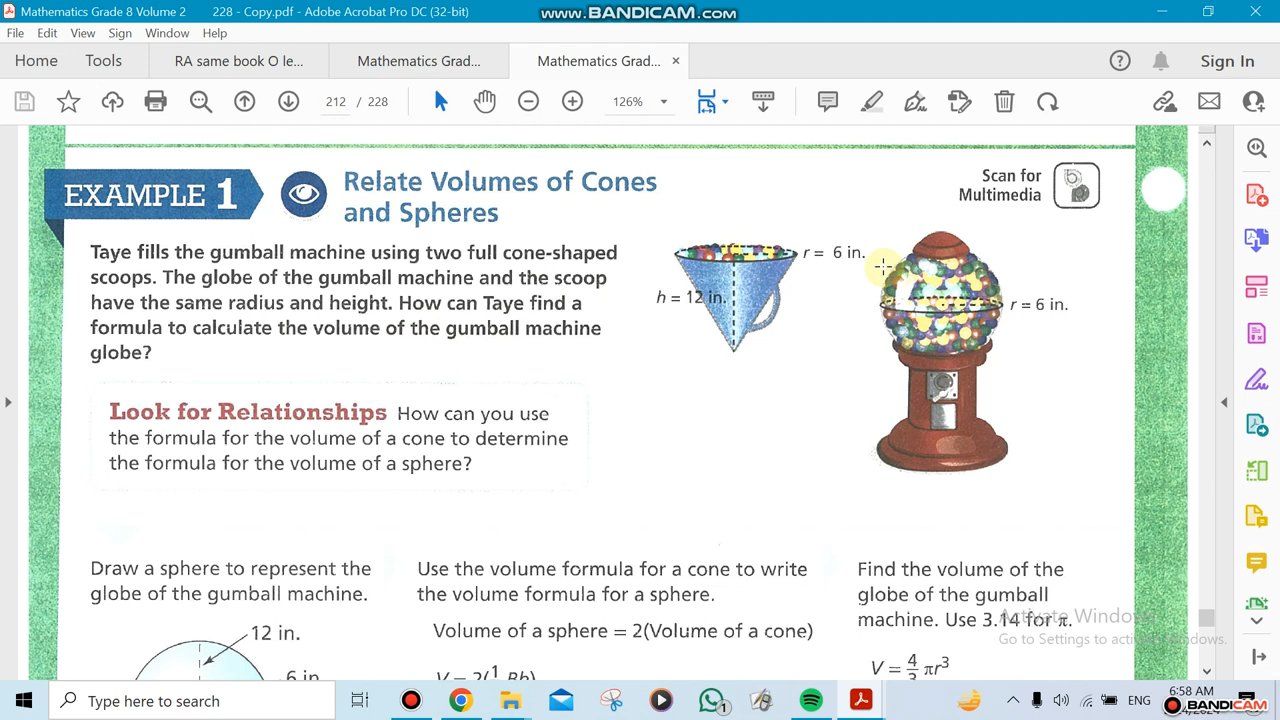 Mathematics Grade 8 Volume 2 228 - Copy.pdf - Adobe Acrobat Pro DC (32-bit)
www.BANDICAM.com
File Edit View Sign Window Help
Home Tools RA same book O le... Mathematics Grad... Mathematics Grad... × Sign In
212 / 228 126%
EXAMPLE 1
Relate Volumes of Cones
and Spheres
Scan for
Multimedia
Taye fills the gumball machine using two full cone-shaped
scoops. The globe of the gumball machine and the scoop
have the same radius and height. How can Taye find a
formula to calculate the volume of the gumball machine
globe?
r = 6 in.
h = 12 in.
r = 6 in.
Look for Relationships How can you use
the formula for the volume of a cone to determine
the formula for the volume of a sphere?
Draw a sphere to represent the
globe of the gumball machine.
12 in.
6 in
Use the volume formula for a cone to write
the volume formula for a sphere.
Volume of a sphere = 2(Volume of a cone)
V = 2(1 Bh)
Find the volume of the
globe of the gumball
machine. Use 3.14 for π.
V = 4/3 πr³
Activate Windows
Go to Settings to activate Windows.
Type here to search
1
ENG
6:58 AM
BANDICAM